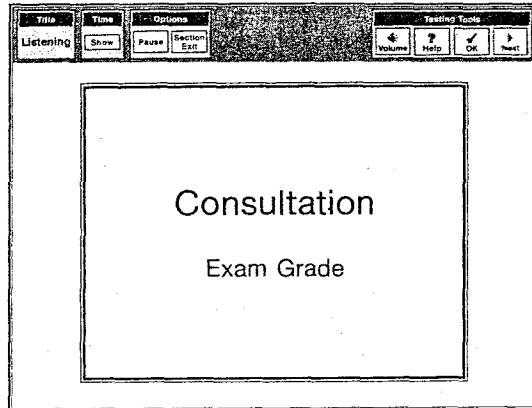 Title Time Options Testing Tools
Listening Show Pause Section Exit Volume Help OK Next
Consultation
Exam Grade